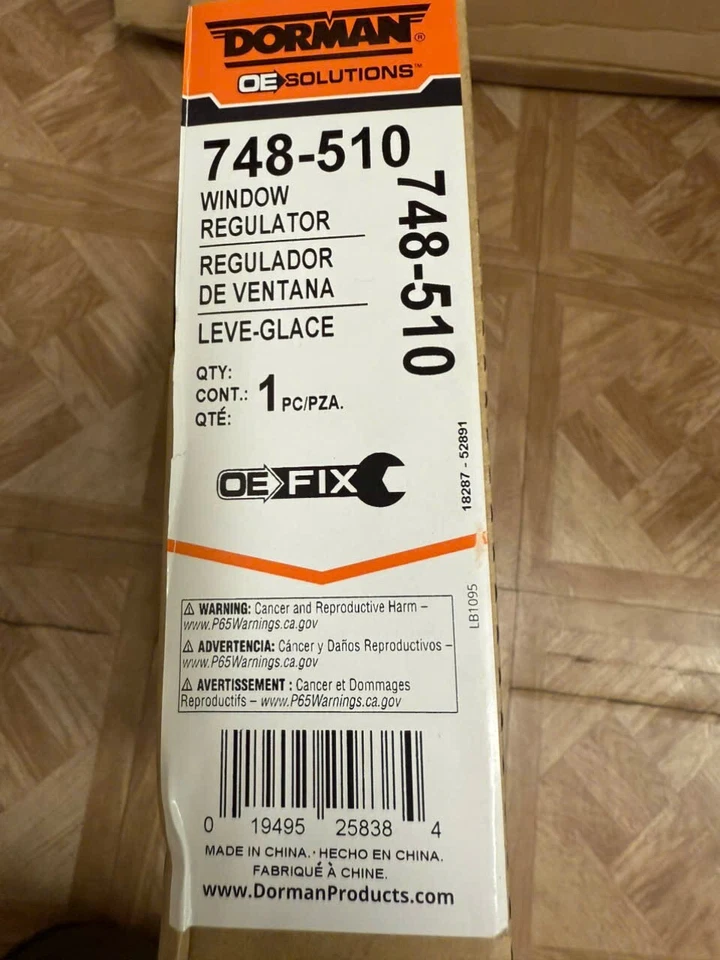 DORMAN®
OE SOLUTIONS™
748-510
WINDOW
REGULATOR
REGULADOR
DE VENTANA
LEVE-GLACE
748-510
QTY:
CONT.: 1 PC/PZA.
QTÉ:
18287 - 52891
OE FIX
LB1095
⚠ WARNING: Cancer and Reproductive Harm –
www.P65Warnings.ca.gov
⚠ ADVERTENCIA: Cáncer y Daños Reproductivos –
www.P65Warnings.ca.gov
⚠ AVERTISSEMENT : Cancer et Dommages
Reproductifs – www.P65Warnings.ca.gov
0 19495 25838 4
MADE IN CHINA. · HECHO EN CHINA.
FABRIQUÉ À CHINE.
www.DormanProducts.com